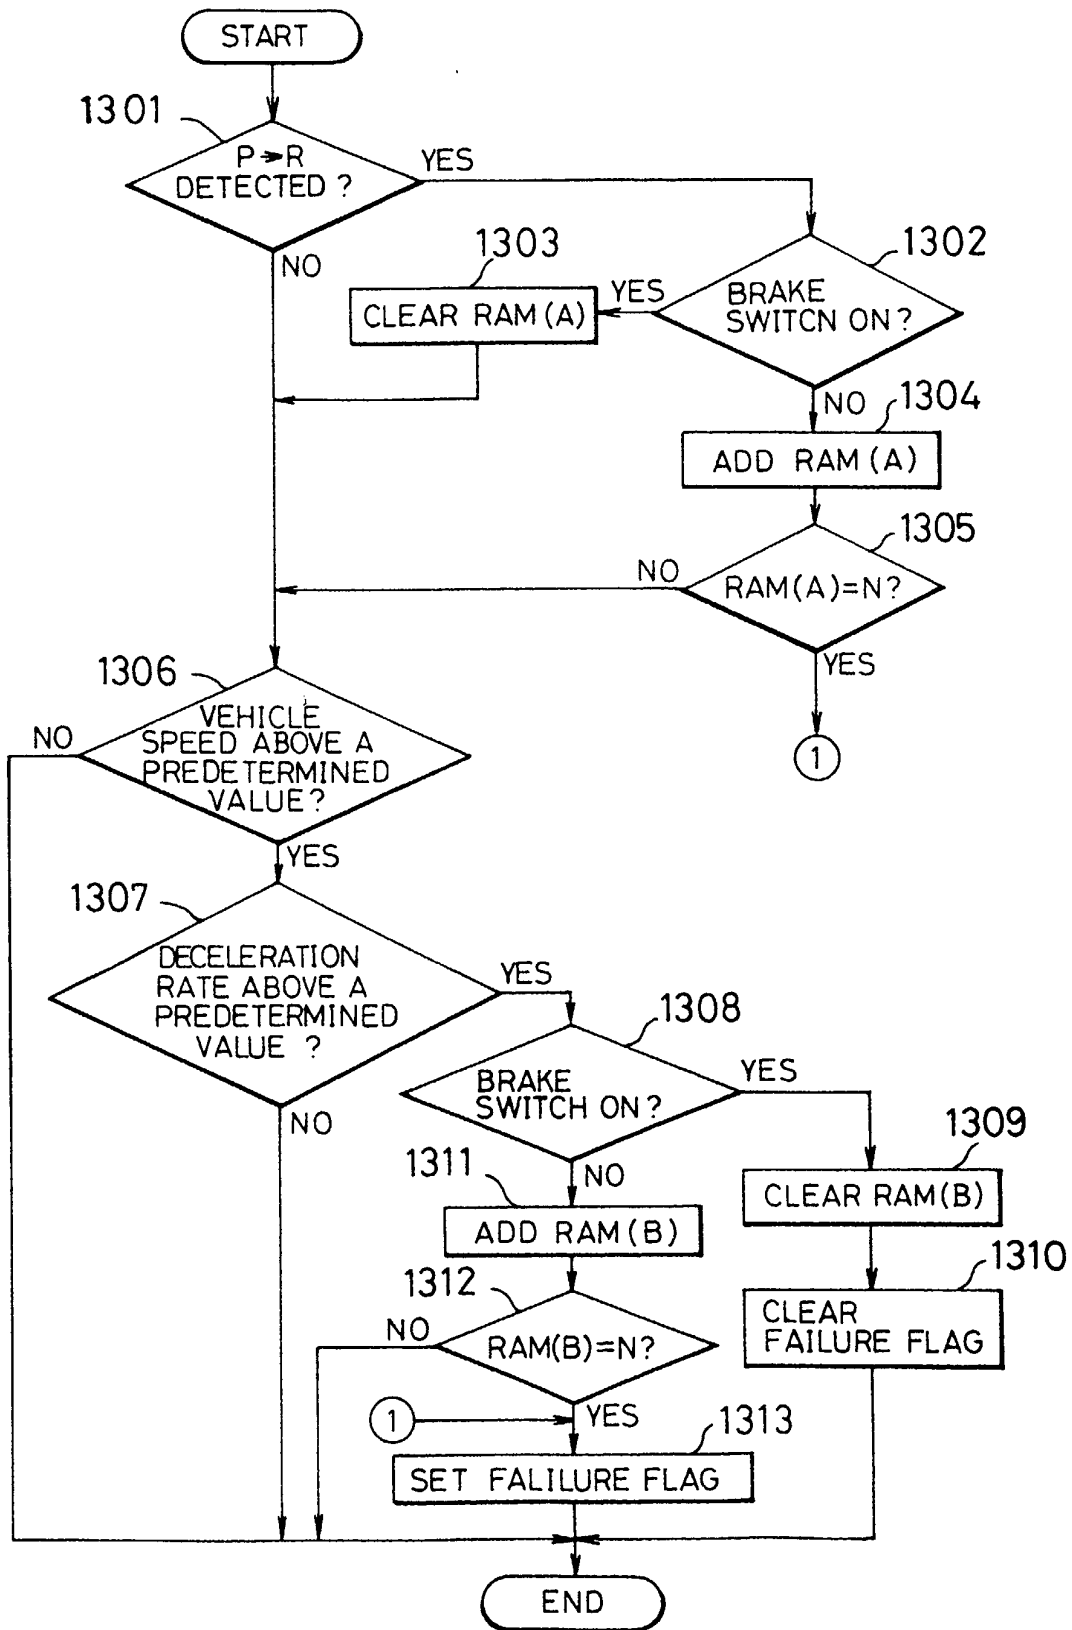 START
1301
P→R
DETECTED ?
YES
NO
1303
CLEAR RAM(A)
YES
1302
BRAKE
SWITCN ON?
NO
1304
ADD RAM(A)
1305
NO
RAM(A)=N?
YES
1
1306
NO
VEHICLE
SPEED ABOVE A
PREDETERMINED
VALUE?
YES
1307
DECELERATION
RATE ABOVE A
PREDETERMINED
VALUE ?
YES
NO
1308
BRAKE
SWITCH ON?
YES
NO
1309
CLEAR RAM(B)
1310
CLEAR
FAILURE FLAG
1311
ADD RAM(B)
1312
NO
RAM(B)=N?
1
YES
1313
SET FALILURE FLAG
END